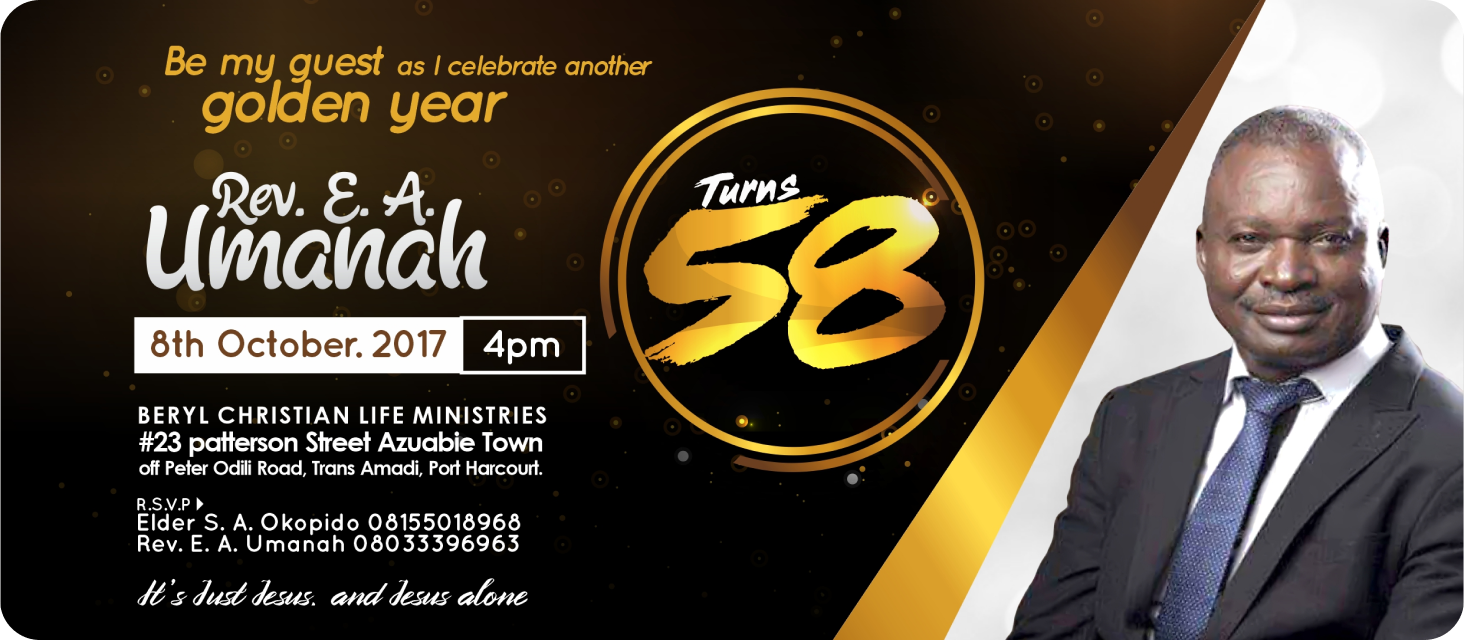 Be my guest as I celebrate another
golden year
Rev. E. A.
Umanah
8th October. 2017 4pm
BERYL CHRISTIAN LIFE MINISTRIES
#23 patterson Street Azuabie Town
off Peter Odili Road, Trans Amadi, Port Harcourt.
R.S.V.P
Elder S. A. Okopido 08155018968
Rev. E. A. Umanah 08033396963
It's Just Jesus. and Jesus alone
Turns
58